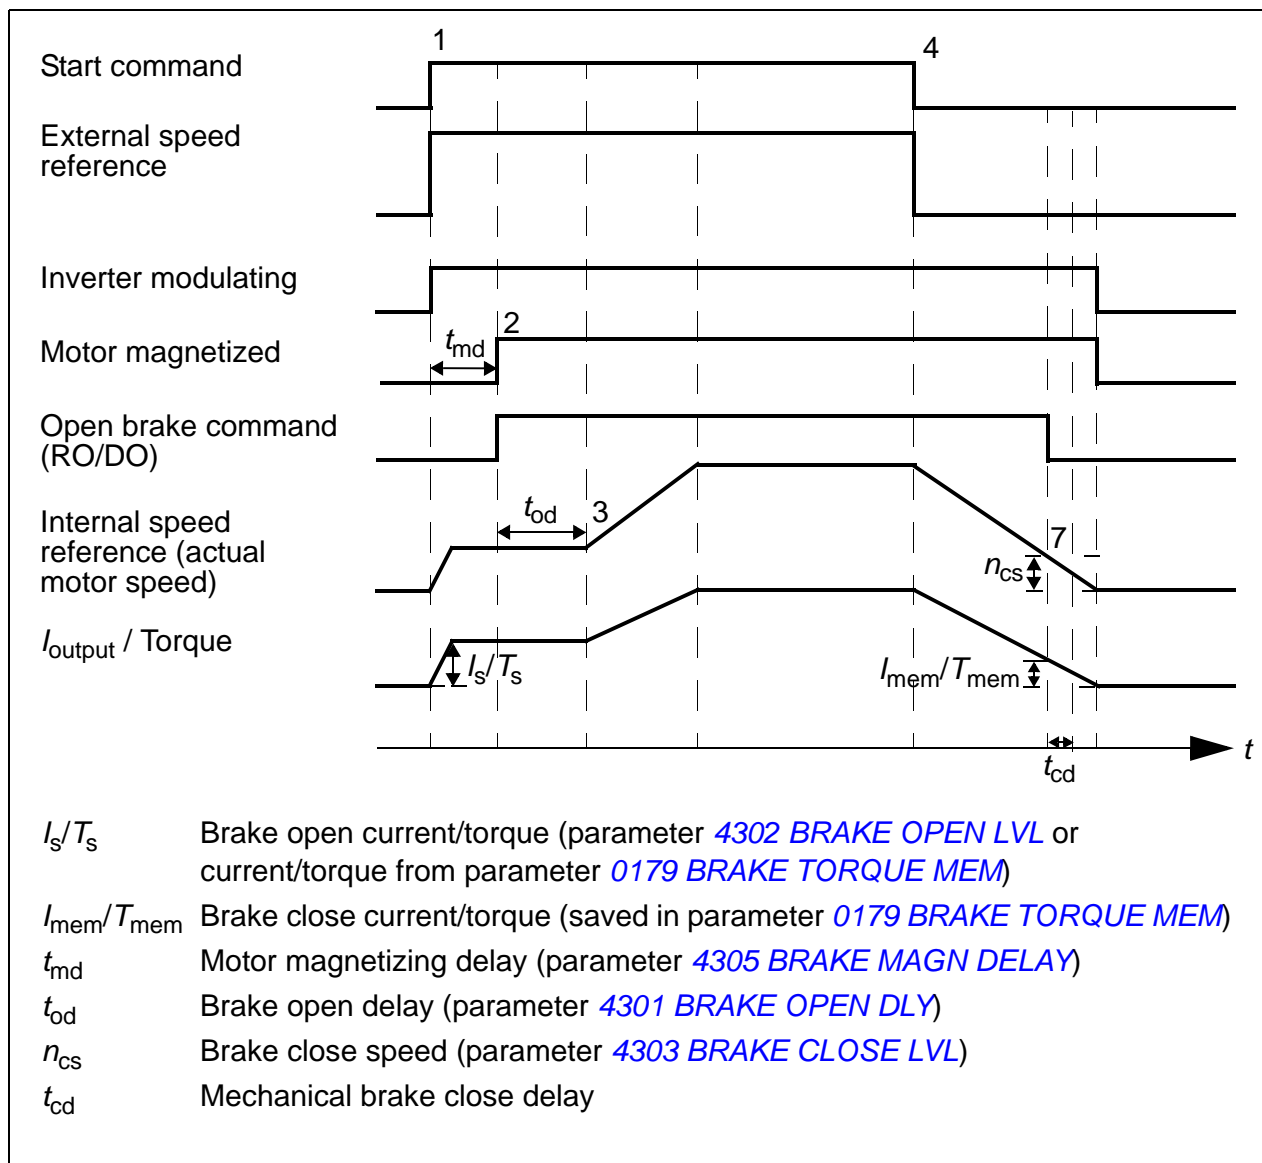 1
4
Start command
External speed
reference
Inverter modulating
2
tmd
Motor magnetized
Open brake command
(RO/DO)
tod
3
Internal speed
reference (actual
motor speed)
7
ncs
Ioutput / Torque
Is/Ts
Imem/Tmem
t
tcd
Is/Ts Brake open current/torque (parameter 4302 BRAKE OPEN LVL or
current/torque from parameter 0179 BRAKE TORQUE MEM)
Imem/Tmem Brake close current/torque (saved in parameter 0179 BRAKE TORQUE MEM)
tmd Motor magnetizing delay (parameter 4305 BRAKE MAGN DELAY)
tod Brake open delay (parameter 4301 BRAKE OPEN DLY)
ncs Brake close speed (parameter 4303 BRAKE CLOSE LVL)
tcd Mechanical brake close delay